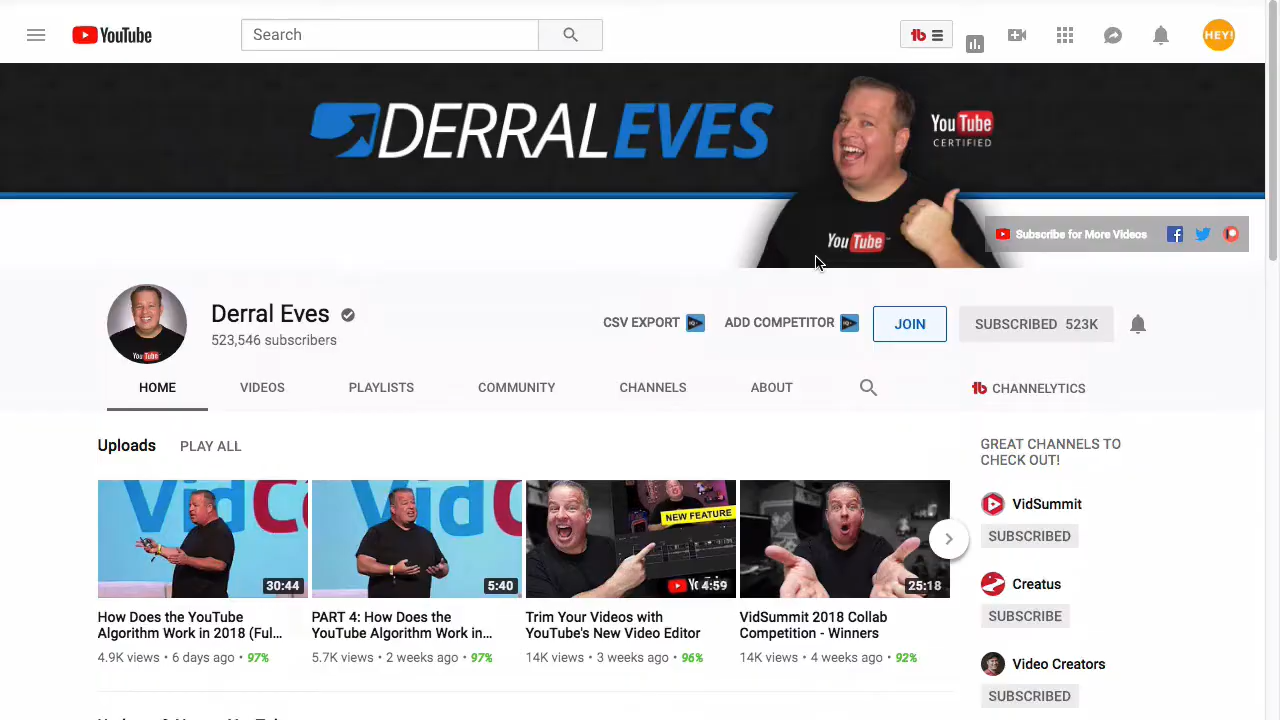 YouTube
Search
HEY!
DERRALEVES
YouTube
CERTIFIED
YouTube
Subscribe for More Videos
Derral Eves
523,546 subscribers
CSV EXPORT
ADD COMPETITOR
JOIN
SUBSCRIBED 523K
HOME
VIDEOS
PLAYLISTS
COMMUNITY
CHANNELS
ABOUT
CHANNELYTICS
Uploads
PLAY ALL
GREAT CHANNELS TO
CHECK OUT!
30:44
5:40
NEW FEATURE
4:59
25:18
How Does the YouTube
Algorithm Work in 2018 (Ful...
4.9K views • 6 days ago • 97%
PART 4: How Does the
YouTube Algorithm Work in...
5.7K views • 2 weeks ago • 97%
Trim Your Videos with
YouTube's New Video Editor
14K views • 3 weeks ago • 96%
VidSummit 2018 Collab
Competition - Winners
14K views • 4 weeks ago • 92%
VidSummit
SUBSCRIBED
Creatus
SUBSCRIBE
Video Creators
SUBSCRIBED